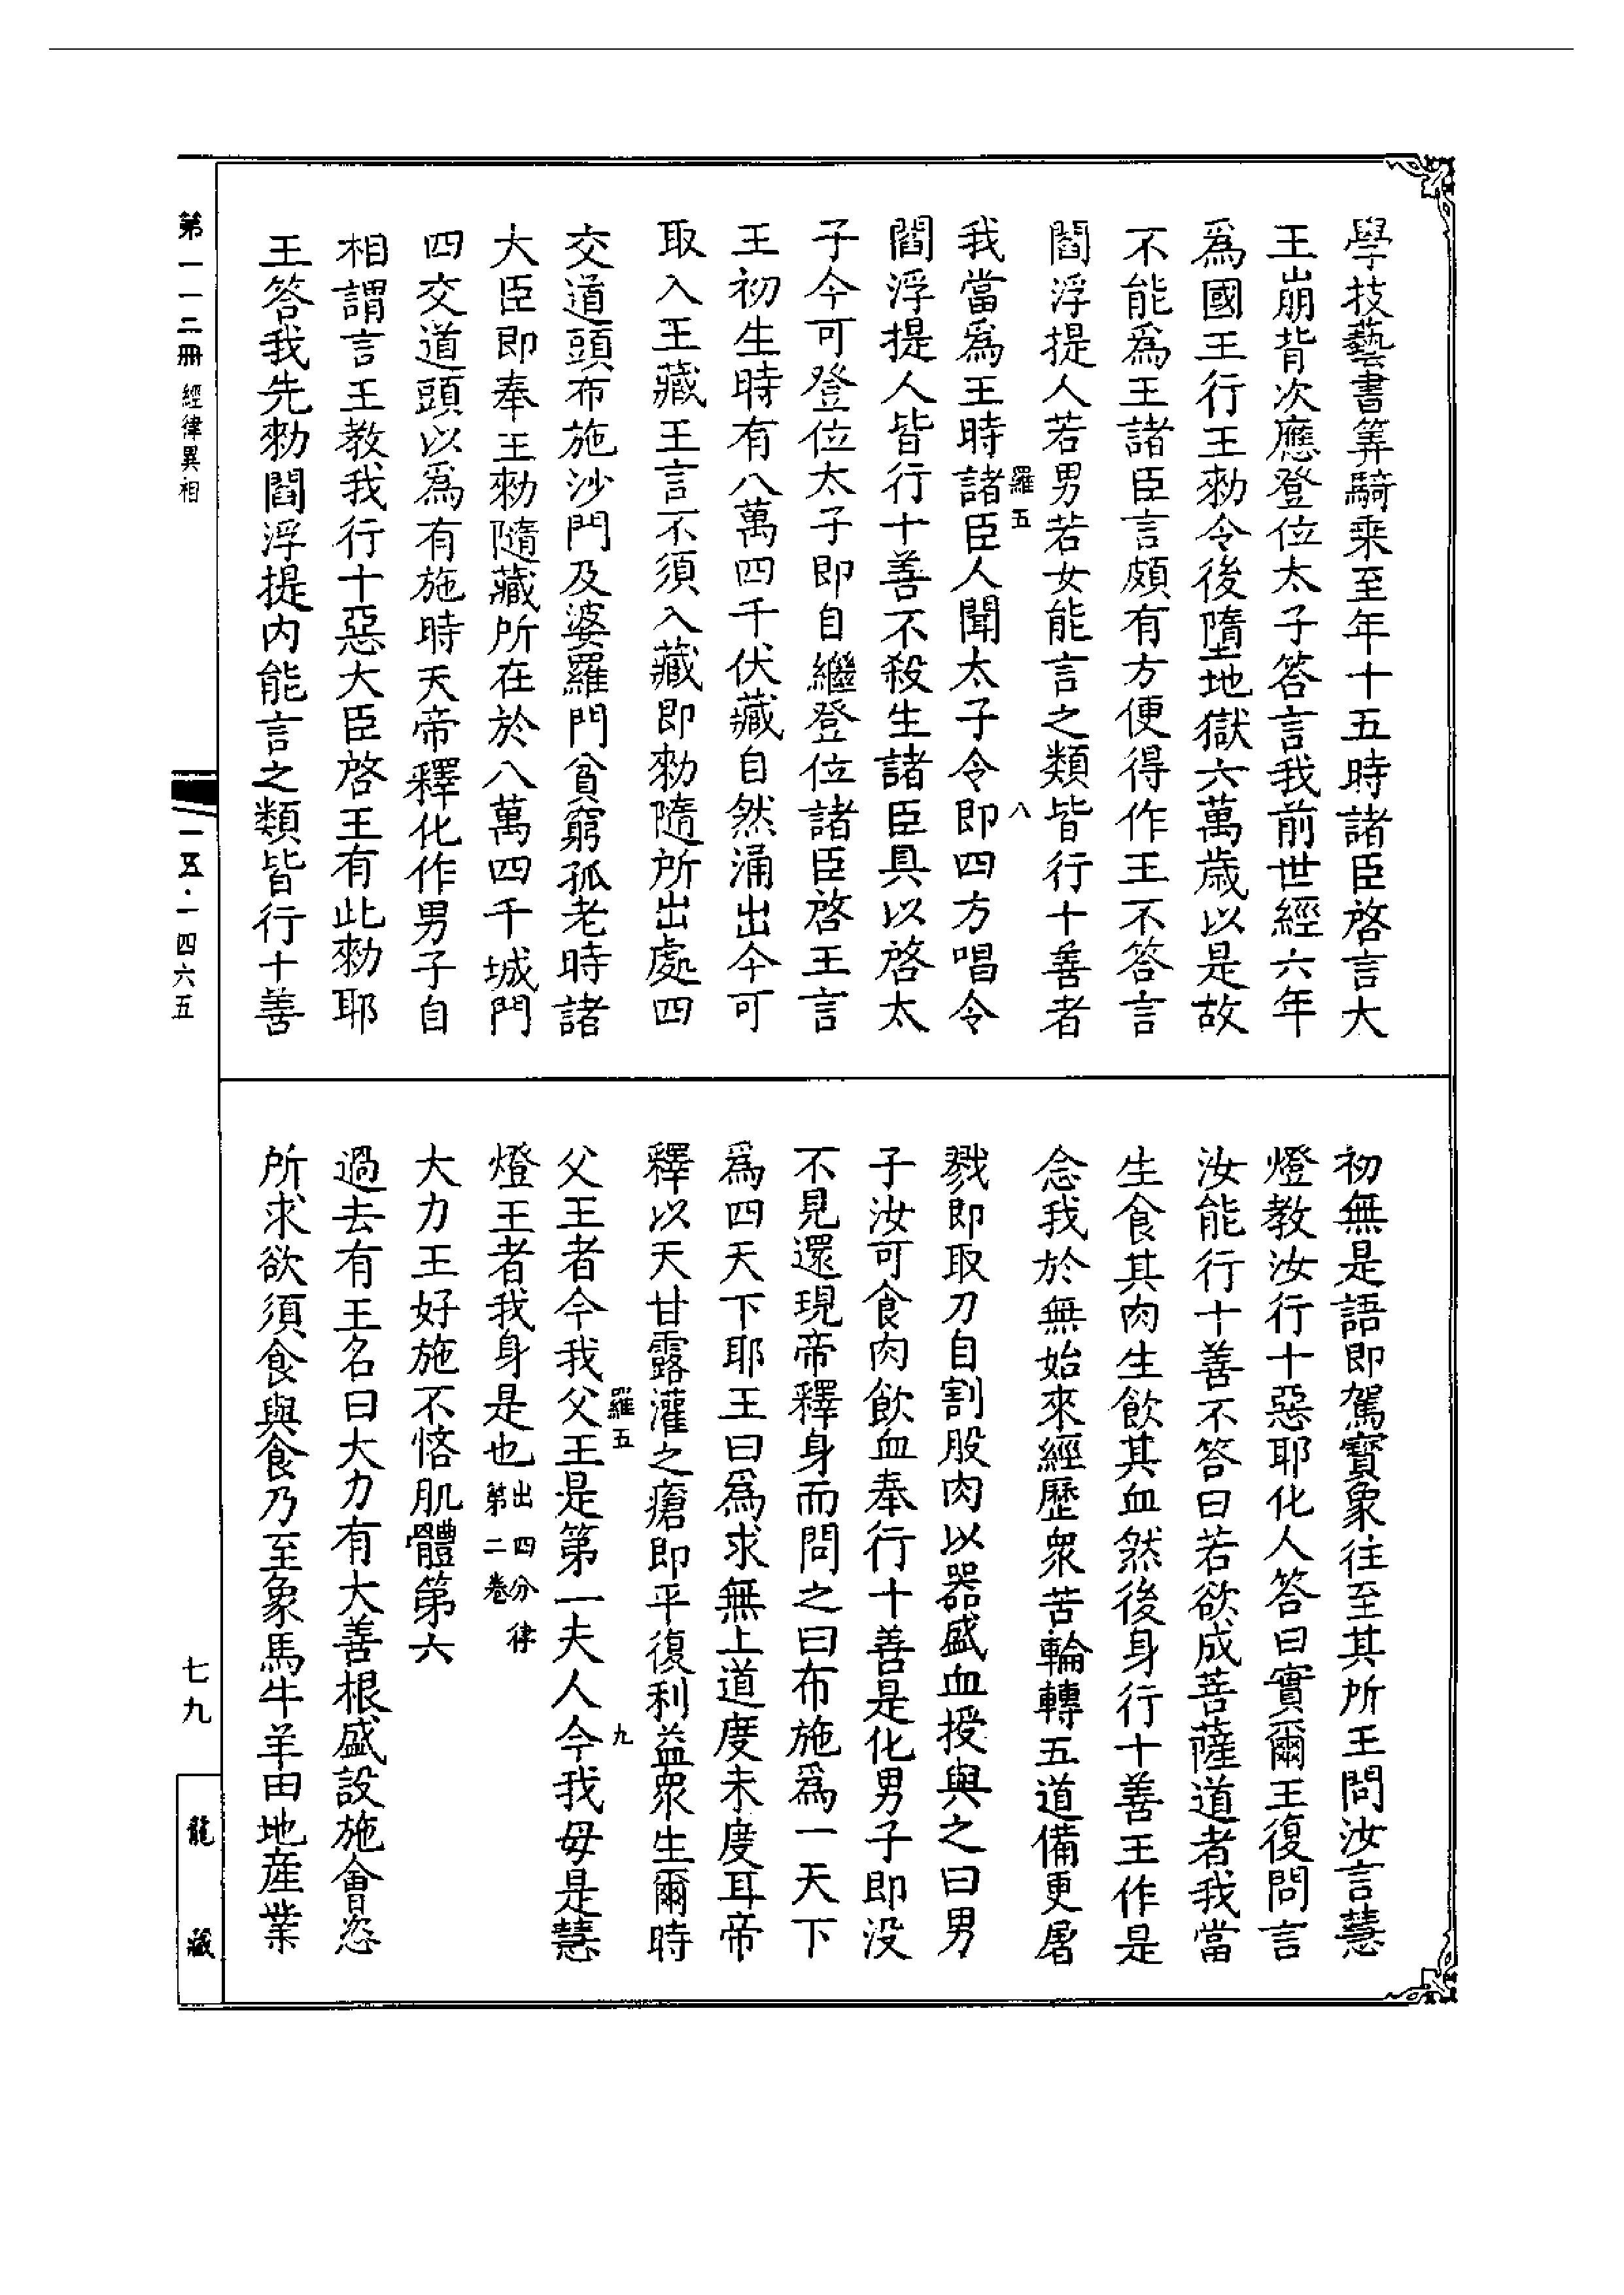 學技藝書筭騎乘至年十五時諸臣啓言大
王崩背次應登位太子答言我前世經六年
爲國王行王勑令後墮地獄六萬歲以是故
不能爲王諸臣言頗有方便得作王不答言
閻浮提人若男若女能言之類皆行十善者
羅五
八
我當爲王時諸臣人聞太子令即四方唱令
閻浮提人皆行十善不殺生諸臣具以啓太
子今可登位太子即自繼登位諸臣啓王言
王初生時有八萬四千伏藏自然涌出今可
取入王藏王言不須入藏即勑隨所出處四
交道頭布施沙門及婆羅門貧窮孤老時諸
大臣即奉王勑隨藏所在於八萬四千城門
四交道頭以爲有施時天帝釋化作男子自
相謂言王教我行十惡大臣啓王有此勑耶
王答我先勑閻浮提内能言之類皆行十善
初無是語即駕寶象往至其所王問汝言慧
燈教汝行十惡耶化人答曰實爾王復問言
汝能行十善不答曰若欲成菩薩道者我當
生食其肉生飲其血然後身行十善王作是
念我於無始來經歷衆苦輪轉五道備更屠
戮即取刀自割股肉以器盛血授與之曰男
子汝可食肉飲血奉行十善是化男子即没
不見還現帝釋身而問之曰布施爲一天下
爲四天下耶王曰爲求無上道度未度耳帝
釋以天甘露灌之瘡即平復利益衆生爾時
羅五
九
父王者今我父王是第一夫人今我母是慧
燈王者我身是也出四分律第二卷
大力王好施不悋肌體第六
過去有王名曰大力有大善根盛設施會恣
所求欲須食與食乃至象馬牛羊田地産業
第一一二冊 經律異相
一五·一四六五
七九
龍藏